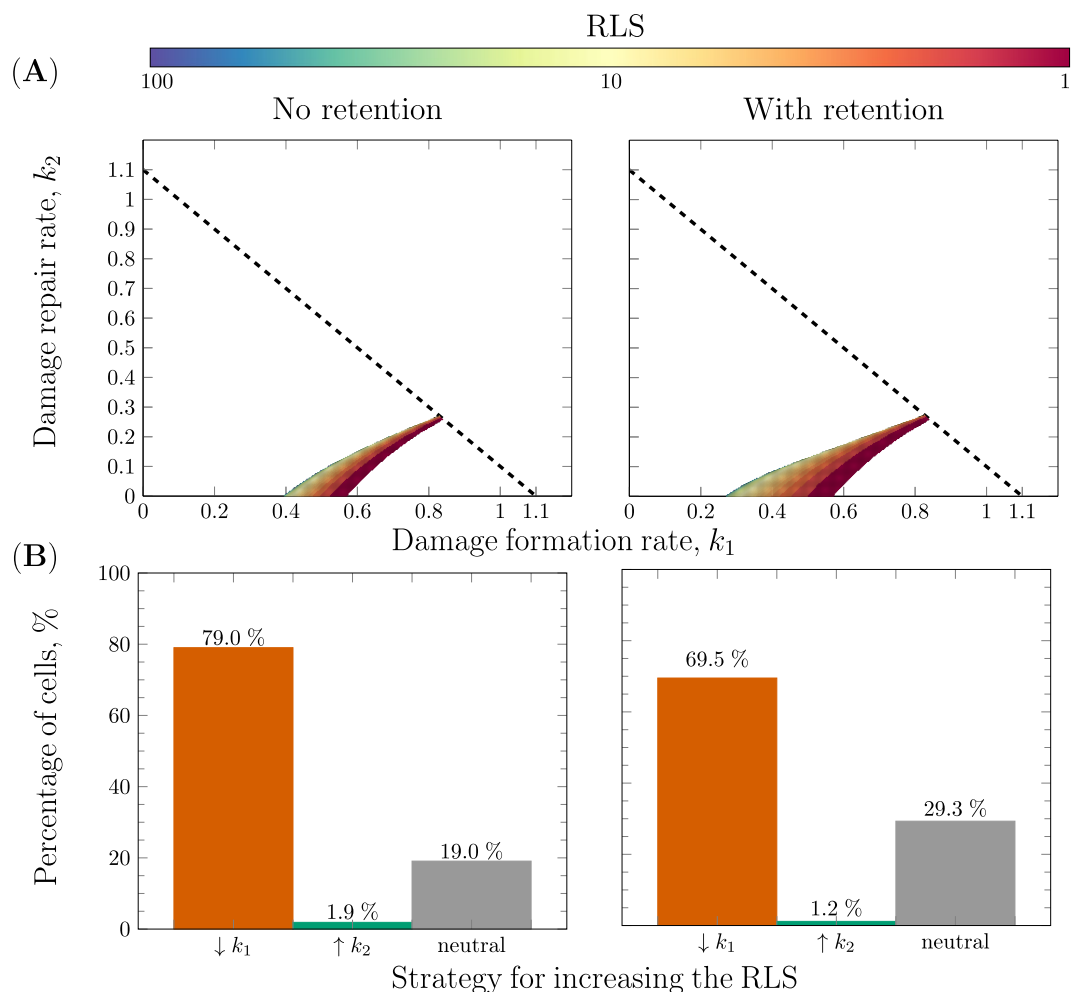 RLS
(A)
100 10 1
No retention With retention
Damage repair rate, k₂
1.1
1
0.9
0.8
0.7
0.6
0.5
0.4
0.3
0.2
0.1
0
0 0.2 0.4 0.6 0.8 1 1.1
0 0.2 0.4 0.6 0.8 1 1.1
Damage formation rate, k₁
(B)
Percentage of cells, %
100
80
60
40
20
0
79.0 %
1.9 %
19.0 %
69.5 %
1.2 %
29.3 %
↓ k₁ ↑ k₂ neutral
↓ k₁ ↑ k₂ neutral
Strategy for increasing the RLS